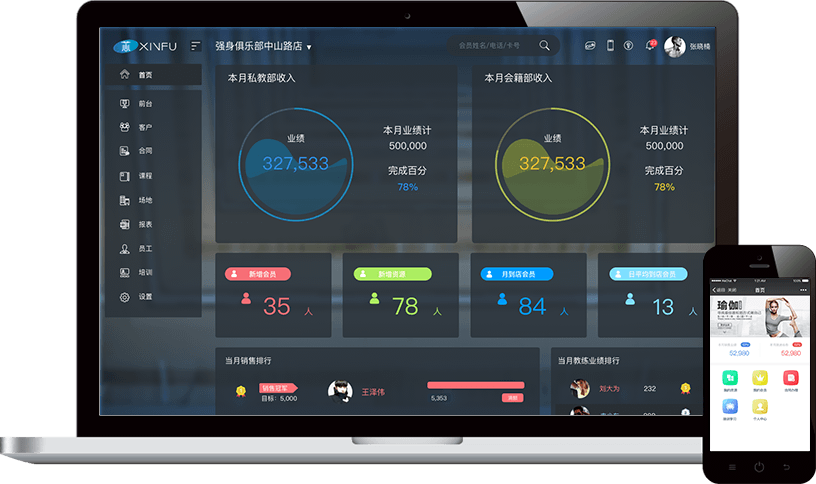 XINFU
强身俱乐部中山路店
会员姓名/电话/卡号
张晓楠
首页
前台
客户
合同
课程
场地
报表
员工
培训
设置
本月私教部收入
业绩
327,533
本月业绩计
500,000
完成百分
78%
本月会籍部收入
业绩
327,533
本月业绩计
500,000
完成百分
78%
新增会员
35 人
新增资源
78 人
月到店会员
84 人
日平均到店会员
13 人
当月销售排行
销售冠军
目标：5,000
王泽伟
5,353
当月教练业绩排行
刘大为
232
首页
瑜伽
52,980
52,980